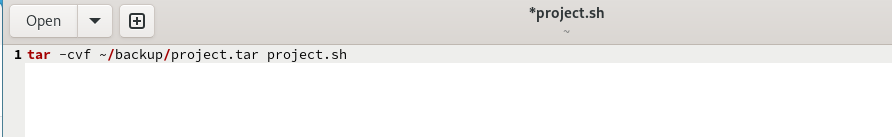 Open
*project.sh
~
1 tar -cvf ~/backup/project.tar project.sh